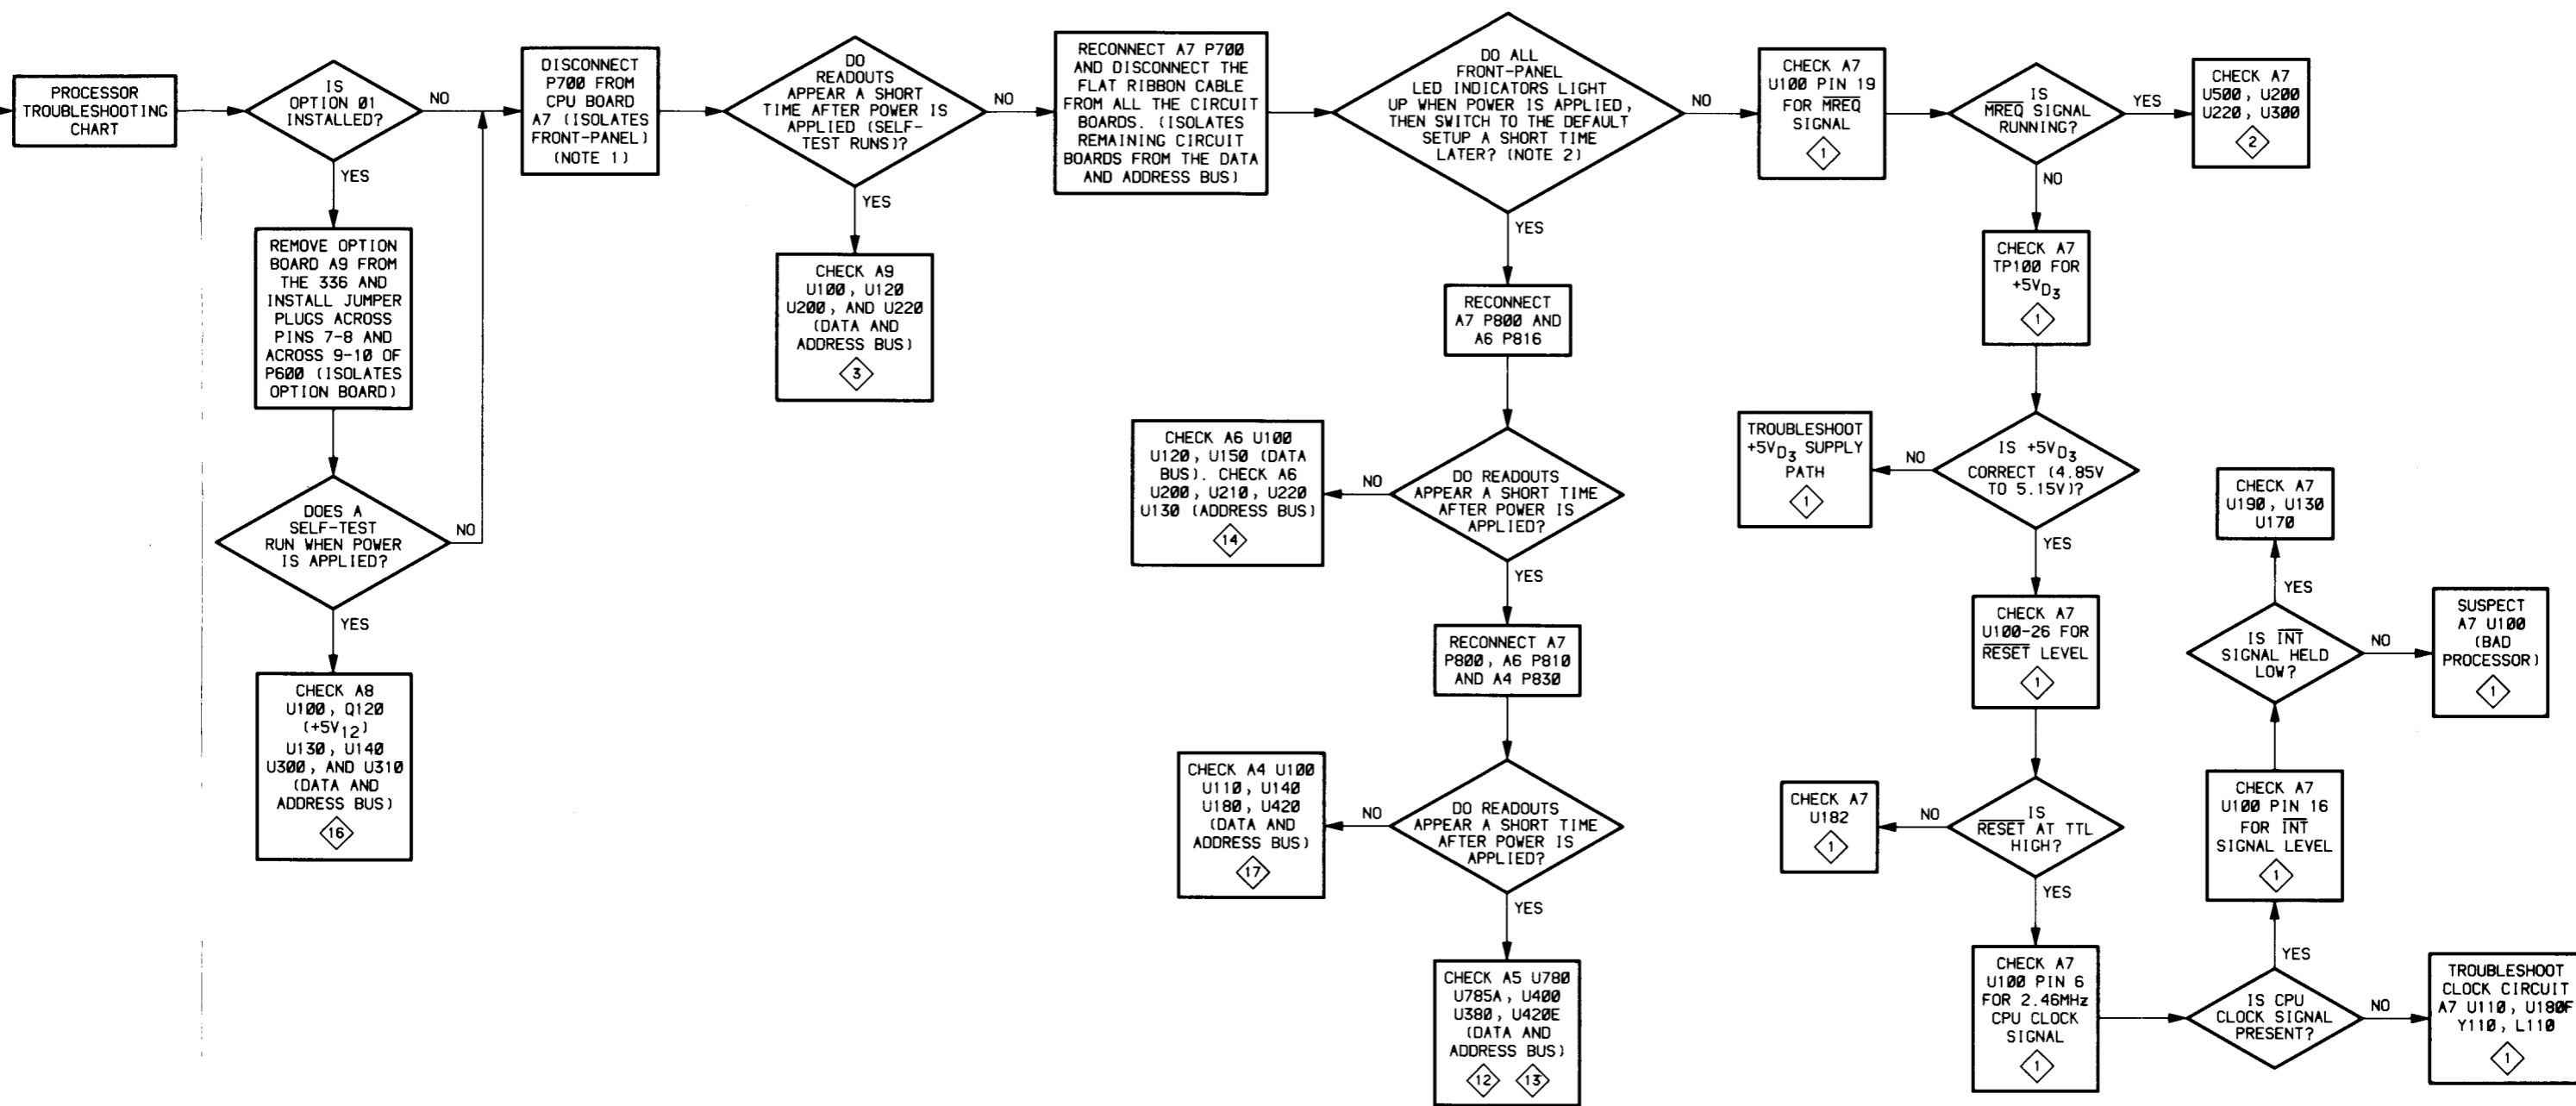 PROCESSOR
TROUBLESHOOTING
CHART
IS
OPTION 01
INSTALLED?
NO
YES
REMOVE OPTION
BOARD A9 FROM
THE 336 AND
INSTALL JUMPER
PLUGS ACROSS
PINS 7-8 AND
ACROSS 9-10 OF
P600 (ISOLATES
OPTION BOARD)
DOES A
SELF-TEST
RUN WHEN POWER
IS APPLIED?
NO
YES
CHECK A8
U100, Q120
(+5V12)
U130, U140
U300, AND U310
(DATA AND
ADDRESS BUS)
16
DISCONNECT
P700 FROM
CPU BOARD
A7 (ISOLATES
FRONT-PANEL)
(NOTE 1)
DO
READOUTS
APPEAR A SHORT
TIME AFTER POWER IS
APPLIED (SELF-
TEST RUNS)?
NO
YES
CHECK A9
U100, U120
U200, AND U220
(DATA AND
ADDRESS BUS)
3
RECONNECT A7 P700
AND DISCONNECT THE
FLAT RIBBON CABLE
FROM ALL THE CIRCUIT
BOARDS. (ISOLATES
REMAINING CIRCUIT
BOARDS FROM THE DATA
AND ADDRESS BUS)
DO ALL
FRONT-PANEL
LED INDICATORS LIGHT
UP WHEN POWER IS APPLIED,
THEN SWITCH TO THE DEFAULT
SETUP A SHORT TIME
LATER? (NOTE 2)
NO
YES
RECONNECT
A7 P800 AND
A6 P816
DO READOUTS
APPEAR A SHORT TIME
AFTER POWER IS
APPLIED?
NO
CHECK A6 U100
U120, U150 (DATA
BUS). CHECK A6
U200, U210, U220
U130 (ADDRESS BUS)
14
YES
RECONNECT A7
P800, A6 P810
AND A4 P830
DO READOUTS
APPEAR A SHORT TIME
AFTER POWER IS
APPLIED?
NO
CHECK A4 U100
U110, U140
U180, U420
(DATA AND
ADDRESS BUS)
17
YES
CHECK A5 U780
U785A, U400
U380, U420E
(DATA AND
ADDRESS BUS)
12 13
CHECK A7
U100 PIN 19
FOR MREQ
SIGNAL
1
IS
MREQ SIGNAL
RUNNING?
YES
CHECK A7
U500, U200
U220, U300
2
NO
CHECK A7
TP100 FOR
+5VD3
1
IS +5VD3
CORRECT (4.85V
TO 5.15V)?
NO
TROUBLESHOOT
+5VD3 SUPPLY
PATH
1
YES
CHECK A7
U100-26 FOR
RESET LEVEL
1
IS
RESET AT TTL
HIGH?
NO
CHECK A7
U182
1
YES
CHECK A7
U100 PIN 6
FOR 2.46MHz
CPU CLOCK
SIGNAL
1
IS CPU
CLOCK SIGNAL
PRESENT?
NO
TROUBLESHOOT
CLOCK CIRCUIT
A7 U110, U180F
Y110, L110
1
YES
CHECK A7
U100 PIN 16
FOR INT
SIGNAL LEVEL
1
IS INT
SIGNAL HELD
LOW?
NO
SUSPECT
A7 U100
(BAD
PROCESSOR)
1
YES
CHECK A7
U190, U130
U170